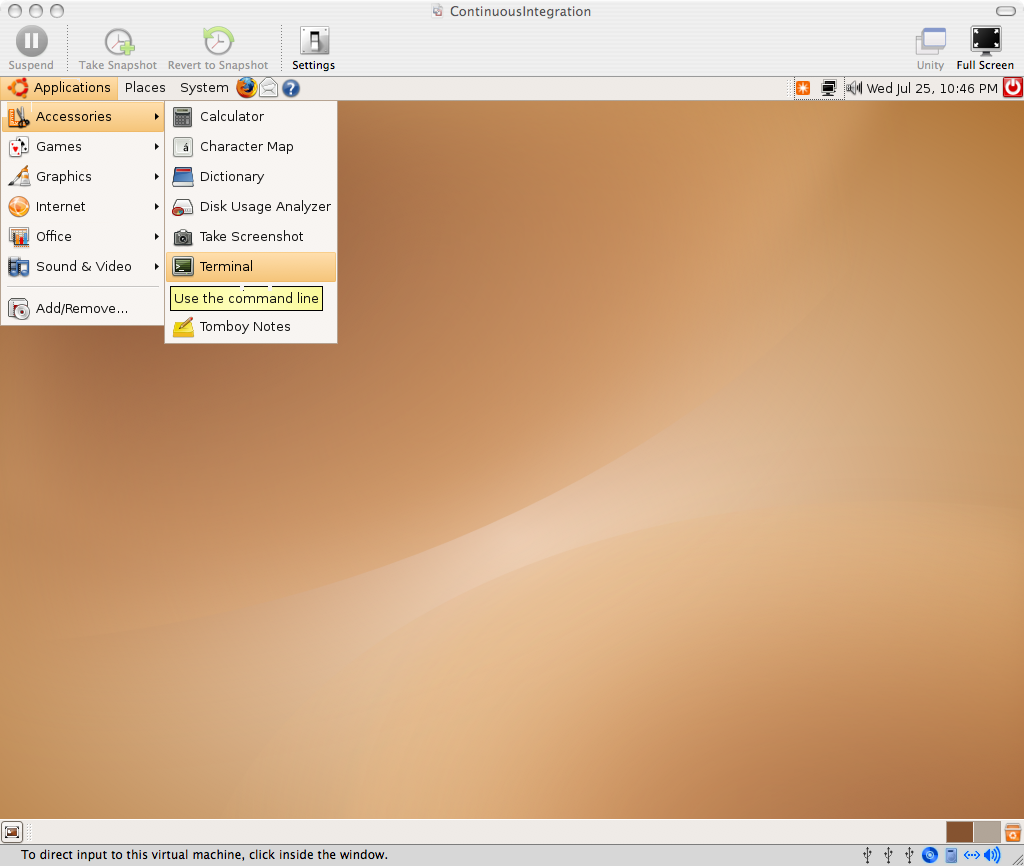 ContinuousIntegration
Suspend
Take Snapshot
Revert to Snapshot
Settings
Unity
Full Screen
Applications
Places
System
Wed Jul 25, 10:46 PM
Accessories
Games
Graphics
Internet
Office
Sound & Video
Add/Remove...
Calculator
á Character Map
Dictionary
Disk Usage Analyzer
Take Screenshot
Terminal
Use the command line
Tomboy Notes
To direct input to this virtual machine, click inside the window.